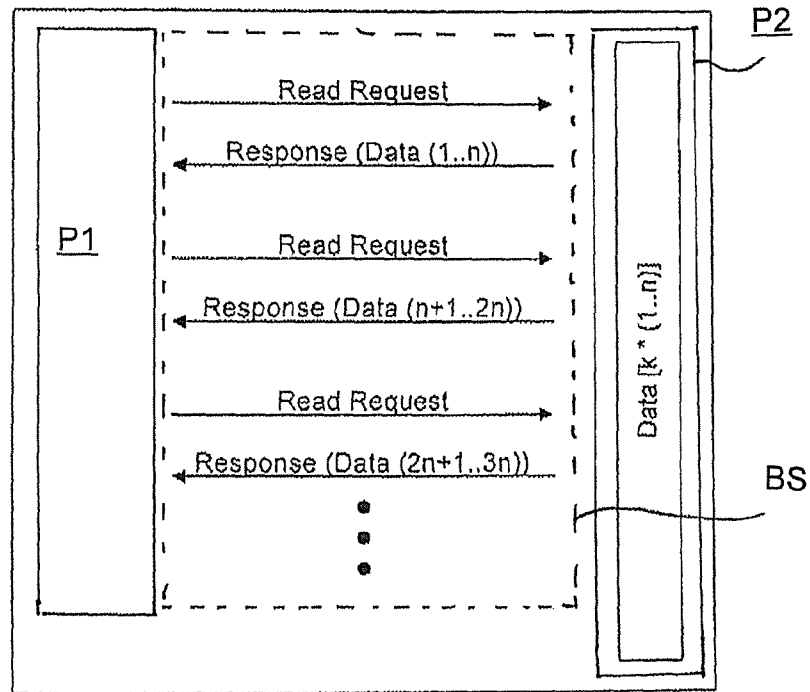 P2
Read Request
Response (Data (1..n))
P1
Read Request
Response (Data (n+1..2n))
Data [k * (1..n)]
Read Request
Response (Data (2n+1..3n))
BS